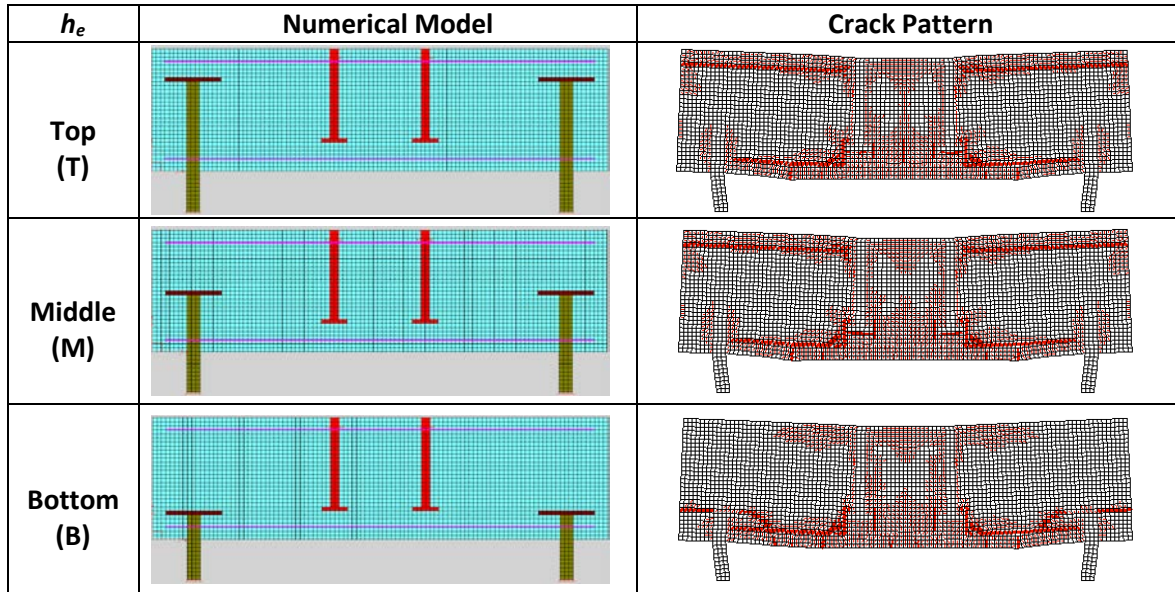 he Numerical Model Crack Pattern
Top
(T)
Middle
(M)
Bottom
(B)